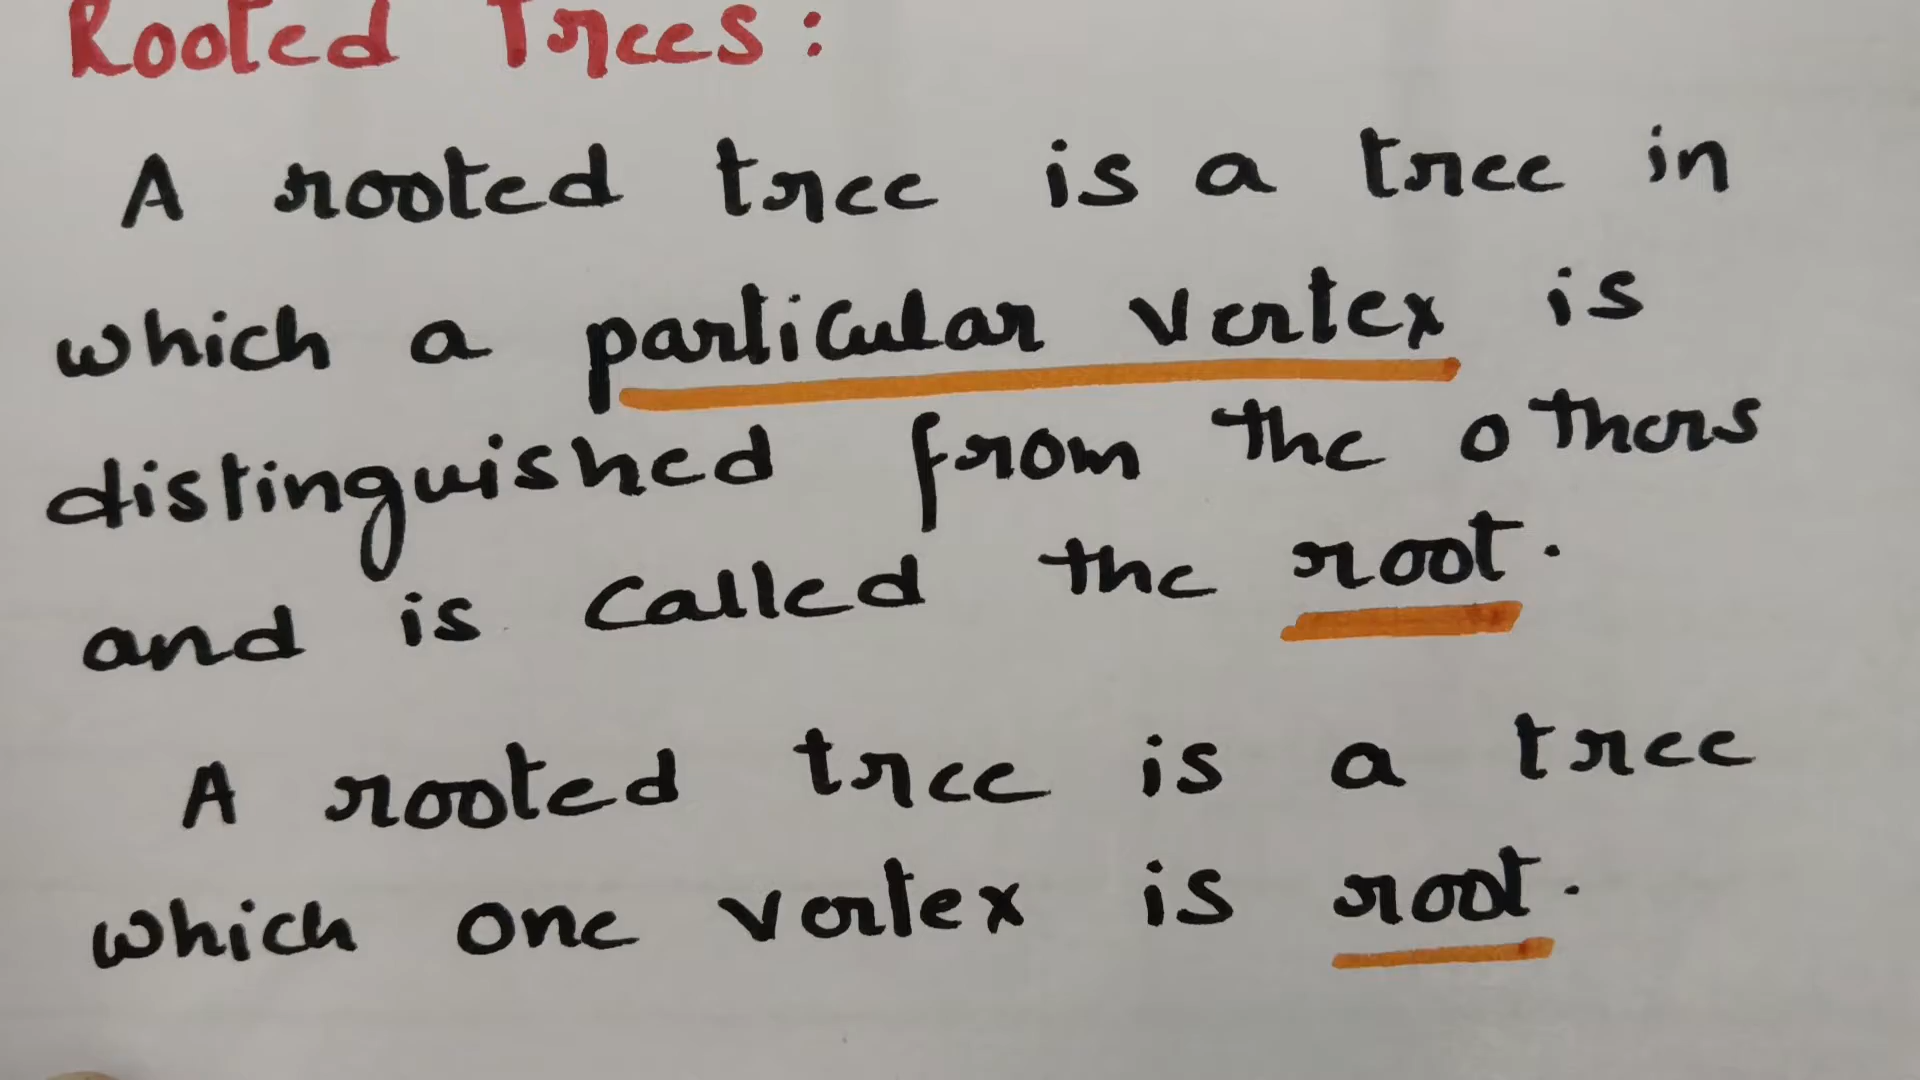 Rooted Trees:
A rooted tree is a tree in
which a particular vertex is
distinguished from the others
and is called the root.
A rooted tree is a tree
which one vertex is root.